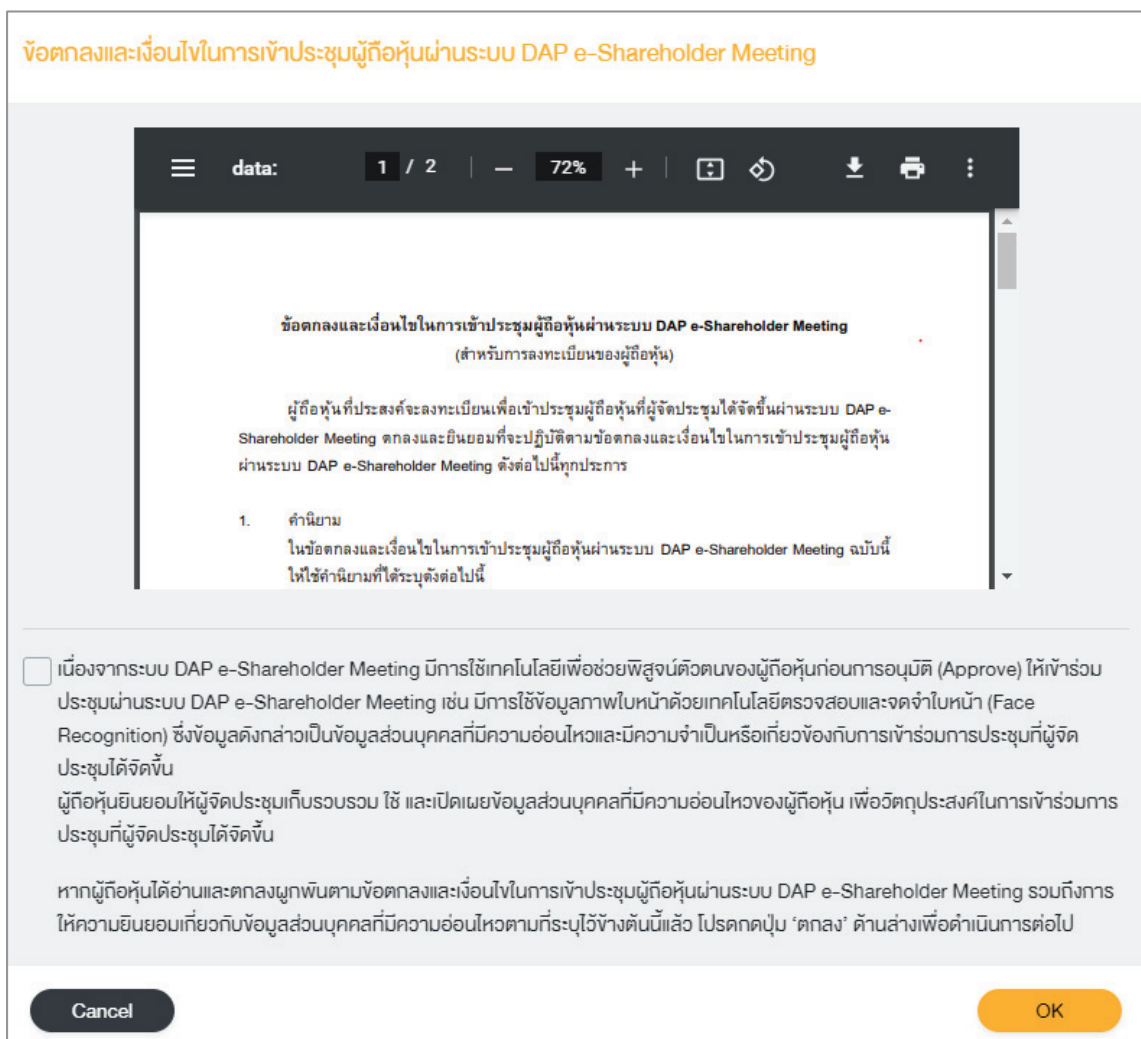 ข้อตกลงและเงื่อนไขในการเข้าประชุมผู้ถือหุ้นผ่านระบบ DAP e-Shareholder Meeting
data: 1 / 2 — 72% +
ข้อตกลงและเงื่อนไขในการเข้าประชุมผู้ถือหุ้นผ่านระบบ DAP e-Shareholder Meeting
(สำหรับการลงทะเบียนของผู้ถือหุ้น)
ผู้ถือหุ้นที่ประสงค์จะลงทะเบียนเพื่อเข้าประชุมผู้ถือหุ้นที่ผู้จัดประชุมได้จัดขึ้นผ่านระบบ DAP e-
Shareholder Meeting ตกลงและยินยอมที่จะปฏิบัติตามข้อตกลงและเงื่อนไขในการเข้าประชุมผู้ถือหุ้น
ผ่านระบบ DAP e-Shareholder Meeting ดังต่อไปนี้ทุกประการ
1. คำนิยาม
ในข้อตกลงและเงื่อนไขในการเข้าประชุมผู้ถือหุ้นผ่านระบบ DAP e-Shareholder Meeting ฉบับนี้
ให้ใช้คำนิยามที่ได้ระบุดังต่อไปนี้
เนื่องจากระบบ DAP e-Shareholder Meeting มีการใช้เทคโนโลยีเพื่อช่วยพิสูจน์ตัวตนของผู้ถือหุ้นก่อนการอนุมัติ (Approve) ให้เข้าร่วม
ประชุมผ่านระบบ DAP e-Shareholder Meeting เช่น มีการใช้ข้อมูลภาพใบหน้าด้วยเทคโนโลยีตรวจสอบและจดจำใบหน้า (Face
Recognition) ซึ่งข้อมูลดังกล่าวเป็นข้อมูลส่วนบุคคลที่มีความอ่อนไหวและมีความจำเป็นหรือเกี่ยวข้องกับการเข้าร่วมการประชุมที่ผู้จัด
ประชุมได้จัดขึ้น
ผู้ถือหุ้นยินยอมให้ผู้จัดประชุมเก็บรวบรวม ใช้ และเปิดเผยข้อมูลส่วนบุคคลที่มีความอ่อนไหวของผู้ถือหุ้น เพื่อวัตถุประสงค์ในการเข้าร่วมการ
ประชุมที่ผู้จัดประชุมได้จัดขึ้น
หากผู้ถือหุ้นได้อ่านและตกลงผูกพันตามข้อตกลงและเงื่อนไขในการเข้าประชุมผู้ถือหุ้นผ่านระบบ DAP e-Shareholder Meeting รวมถึงการ
ให้ความยินยอมเกี่ยวกับข้อมูลส่วนบุคคลที่มีความอ่อนไหวตามที่ระบุไว้ข้างต้นนี้แล้ว โปรดกดปุ่ม ‘ตกลง’ ด้านล่างเพื่อดำเนินการต่อไป
Cancel OK